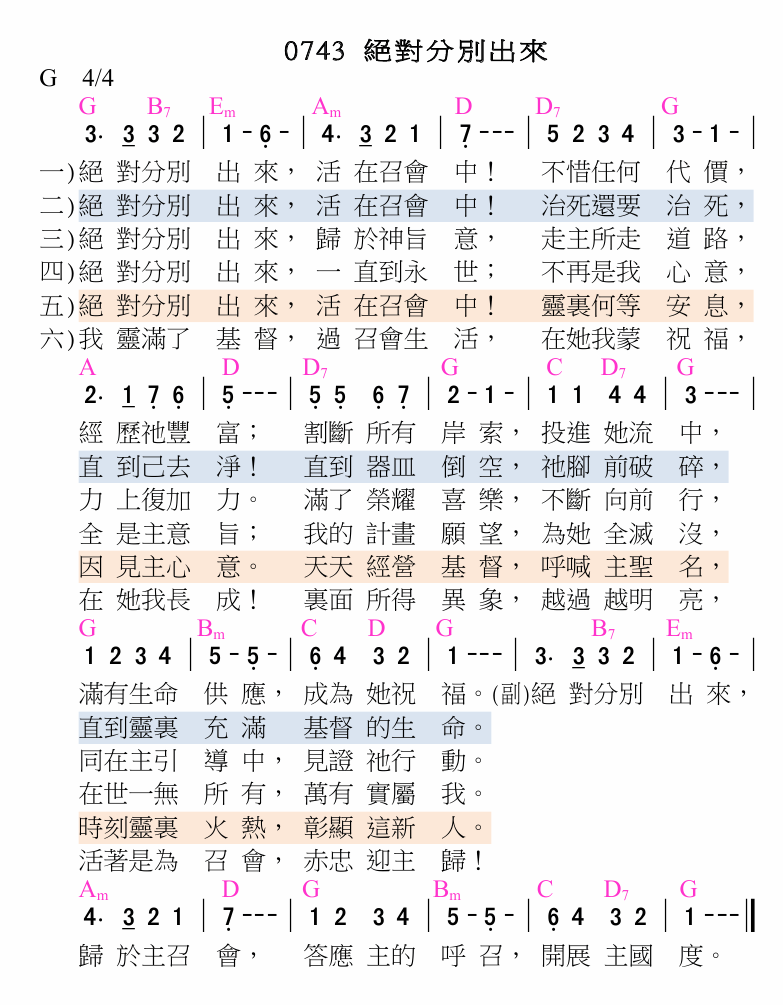 0743 絕對分別出來
G 4/4
G B7 Em Am D D7 G
3· 3 3 2 | 1 - 6 - | 4· 3 2 1 | 7 - - - | 5 2 3 4 | 3 - 1 - |
一)絕 對分別 出 來，活 在召會 中！ 不惜任何 代 價，
二)絕 對分別 出 來，活 在召會 中！ 治死還要 治 死，
三)絕 對分別 出 來，歸 於神旨 意， 走主所走 道 路，
四)絕 對分別 出 來，一 直到永 世； 不再是我 心 意，
五)絕 對分別 出 來，活 在召會 中！ 靈裏何等 安 息，
六)我 靈滿了 基 督，過 召會生 活， 在她我蒙 祝 福，
A D D7 G C D7 G
2· 1 7 6 | 5 - - - | 5 5 6 7 | 2 - 1 - | 1 1 4 4 | 3 - - - |
經 歷祂豐 富； 割斷 所有 岸 索，投進 她流 中，
直 到己去 淨！ 直到 器皿 倒 空，祂腳 前破 碎，
力 上復加 力。 滿了 榮耀 喜 樂，不斷 向前 行，
全 是主意 旨； 我的 計畫 願 望，為她 全滅 沒，
因 見主心 意。 天天 經營 基 督，呼喊 主聖 名，
在 她我長 成！ 裏面 所得 異 象，越過 越明 亮，
G Bm C D G B7 Em
1 2 3 4 | 5 - 5 - | 6 4 3 2 | 1 - - - | 3· 3 3 2 | 1 - 6 - |
滿有生命 供 應，成為 她祝 福。(副)絕 對分別 出 來，
直到靈裏 充 滿 基督 的生 命。
同在主引 導 中，見證 祂行 動。
在世一無 所 有，萬有 實屬 我。
時刻靈裏 火 熱，彰顯 這新 人。
活著是為 召 會，赤忠 迎主 歸！
Am D G Bm C D7 G
4· 3 2 1 | 7 - - - | 1 2 3 4 | 5 - 5 - | 6 4 3 2 | 1 - - - ‖
歸 於主召 會， 答應 主的 呼 召，開展 主國 度。